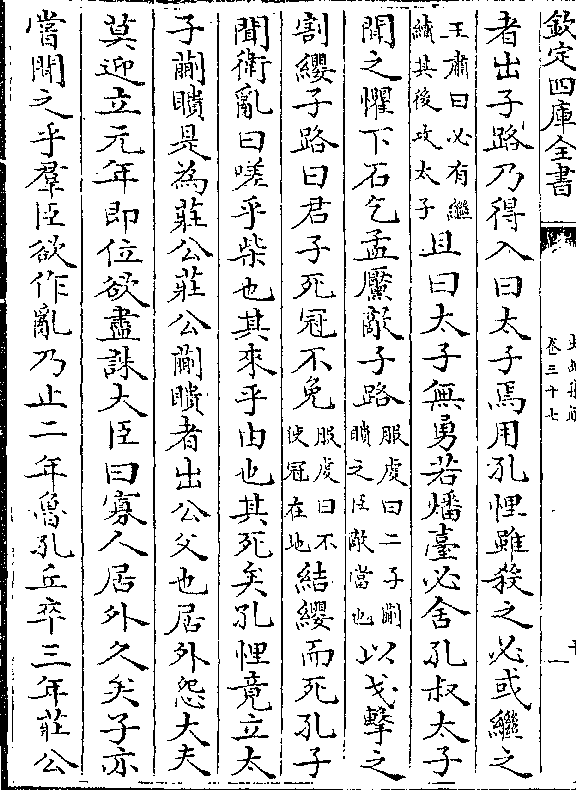 欽定四庫全書
卷三十七
者出子路乃得入曰太子焉用孔悝雖殺之必或繼之
王肅曰必有繼
續其後攻太子
且曰太子無勇若燔臺必舍孔叔太子
聞之懼下石乞孟黶敵子路
服虔曰二子蒯
聵之臣敵當也
以戈擊之
割纓子路曰君子死冠不免
服虔曰不
使冠在地
結纓而死孔子
聞衛亂曰嗟乎柴也其來乎由也其死矣孔悝竟立太
子蒯聵是為莊公莊公蒯聵者出公父也居外怨大夫
莫迎立元年即位欲盡誅大臣曰寡人居外久矣子亦
嘗聞之乎羣臣欲作亂乃止二年魯孔丘卒三年莊公